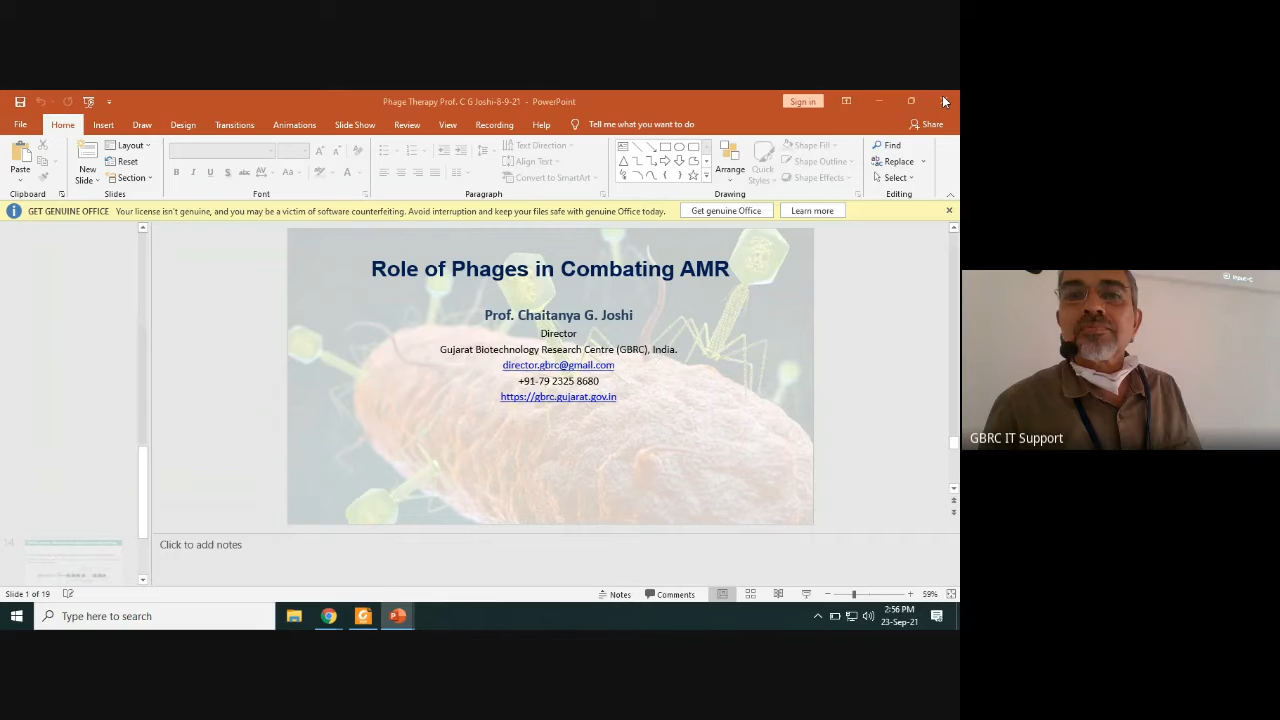 Phage Therapy Prof. C G Joshi-8-9-21 - PowerPoint
Sign in
File Home Insert Draw Design Transitions Animations Slide Show Review View Recording Help Tell me what you want to do Share
Paste
Clipboard
New Slide
Layout
Reset
Section
Slides
B I U S abc AV Aa A
Font
Paragraph
Text Direction
Align Text
Convert to SmartArt
Arrange
Quick Styles
Shape Fill
Shape Outline
Shape Effects
Drawing
Find
Replace
Select
Editing
GET GENUINE OFFICE Your license isn't genuine, and you may be a victim of software counterfeiting. Avoid interruption and keep your files safe with genuine Office today. Get genuine Office Learn more
Role of Phages in Combating AMR
Prof. Chaitanya G. Joshi
Director
Gujarat Biotechnology Research Centre (GBRC), India.
director.gbrc@gmail.com
+91-79 2325 8680
https://gbrc.gujarat.gov.in
GBRC IT Support
14
Click to add notes
Slide 1 of 19 Notes Comments 59%
Type here to search
2:56 PM
23-Sep-21